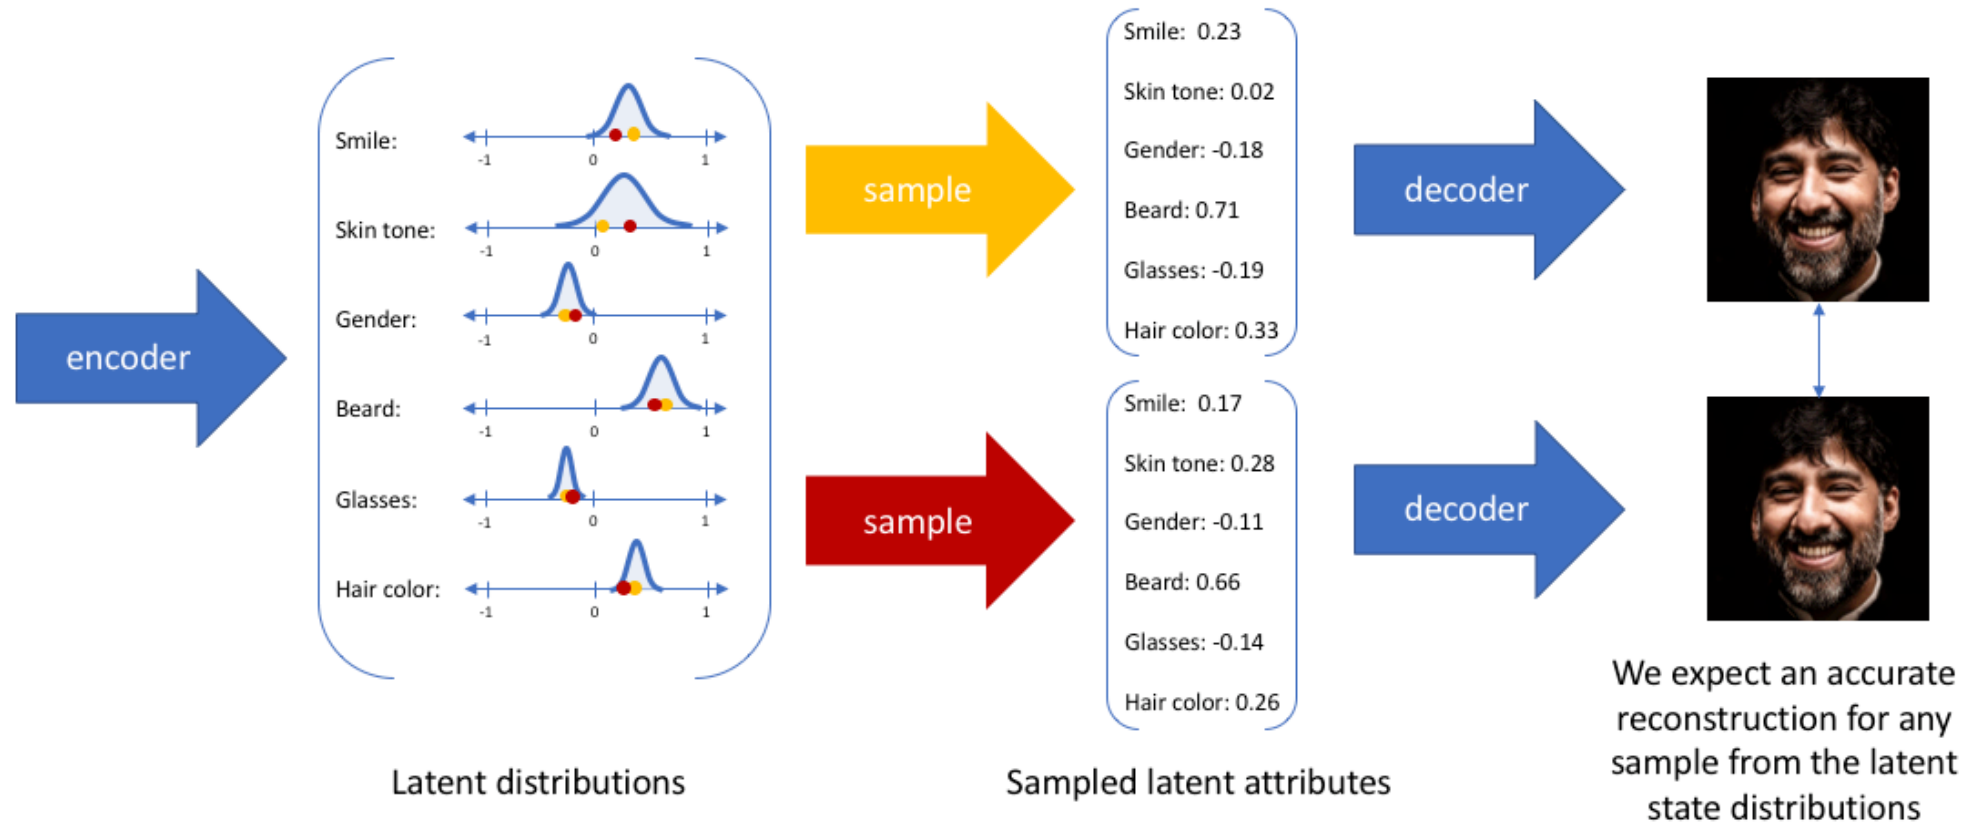 encoder
Smile:
-1 0 1
Skin tone:
-1 0 1
Gender:
-1 0 1
Beard:
-1 0 1
Glasses:
-1 0 1
Hair color:
-1 0 1
Latent distributions
sample
sample
Smile: 0.23
Skin tone: 0.02
Gender: -0.18
Beard: 0.71
Glasses: -0.19
Hair color: 0.33
Smile: 0.17
Skin tone: 0.28
Gender: -0.11
Beard: 0.66
Glasses: -0.14
Hair color: 0.26
Sampled latent attributes
decoder
decoder
We expect an accurate
reconstruction for any
sample from the latent
state distributions